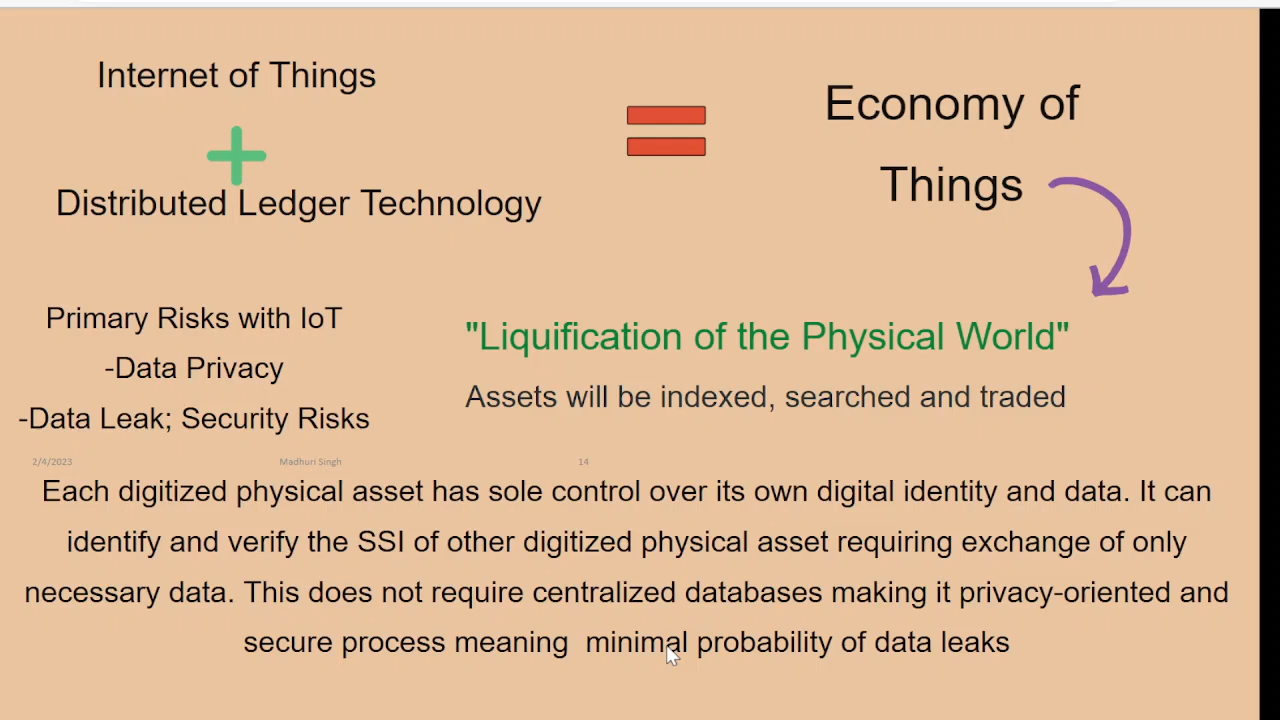 Internet of Things
Distributed Ledger Technology
Economy of
Things
Primary Risks with IoT
-Data Privacy
-Data Leak; Security Risks
"Liquification of the Physical World"
Assets will be indexed, searched and traded
2/4/2023 Madhuri Singh 14
Each digitized physical asset has sole control over its own digital identity and data. It can
identify and verify the SSI of other digitized physical asset requiring exchange of only
necessary data. This does not require centralized databases making it privacy-oriented and
secure process meaning  minimal probability of data leaks